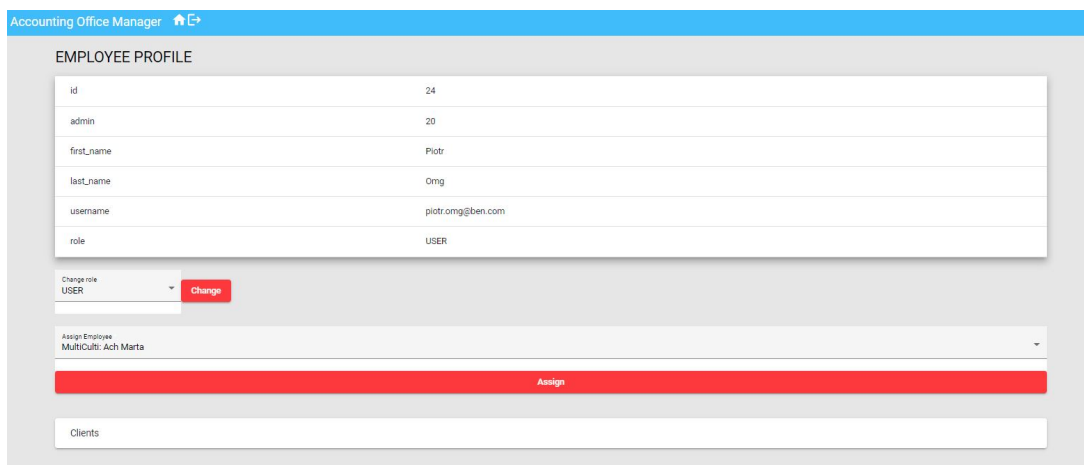 Accounting Office Manager
EMPLOYEE PROFILE
id 24
admin 20
first_name Piotr
last_name Omg
username piotr.omg@ben.com
role USER
Change role
USER
Change
Assign Employee
MultiCulti: Ach Marta
Assign
Clients